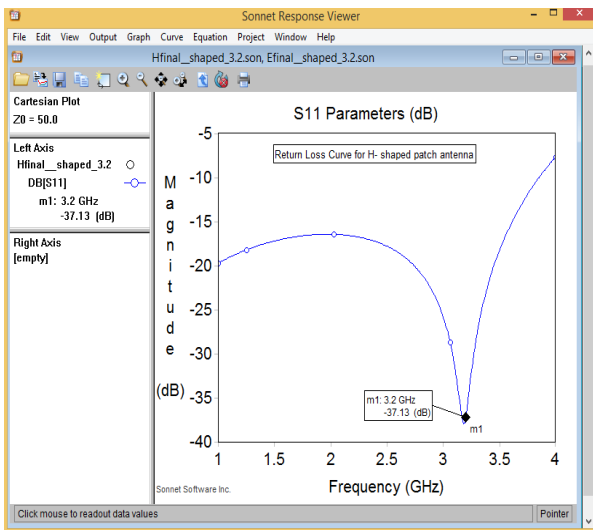 Sonnet Response Viewer
File Edit View Output Graph Curve Equation Project Window Help
Hfinal__shaped_3.2.son, Efinal__shaped_3.2.son
Cartesian Plot
Z0 = 50.0
Left Axis
Hfinal__shaped_3.2
DB[S11]
m1: 3.2 GHz
-37.13 (dB)
Right Axis
[empty]
S11 Parameters (dB)
Return Loss Curve for H- shaped patch antenna
Magnitude
(dB)
-5
-10
-15
-20
-25
-30
-35
-40
m1: 3.2 GHz
-37.13 (dB)
m1
1 1.5 2 2.5 3 3.5 4
Sonnet Software Inc.
Frequency (GHz)
Click mouse to readout data values
Pointer